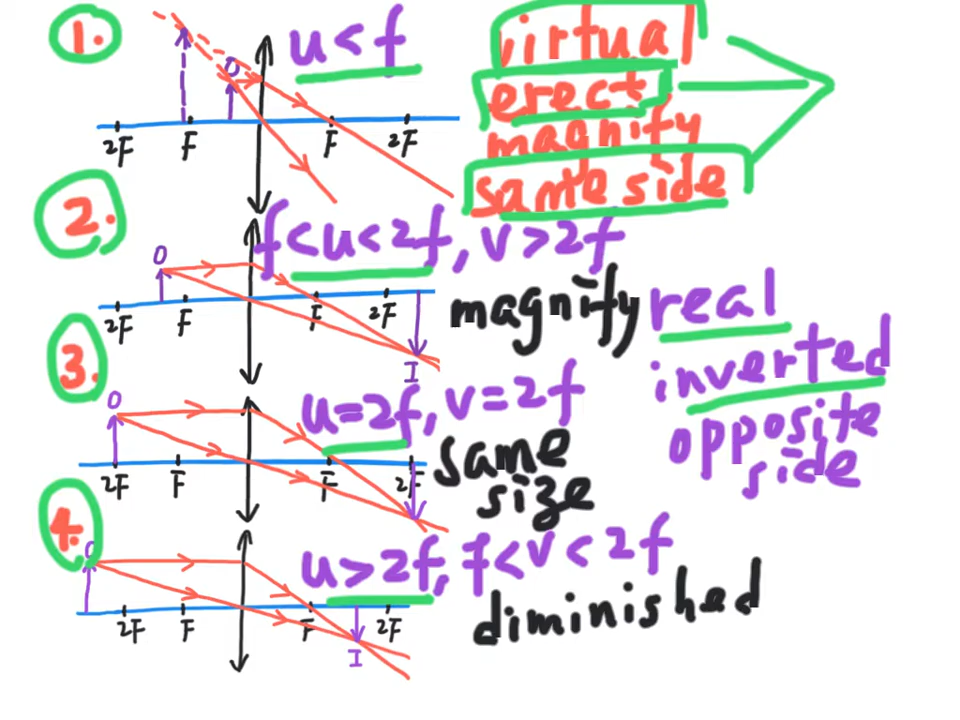 1.
u < f
virtual
erect
magnify
same side
O
2F F F 2F
2.
f < u < 2f, v > 2f
magnify
real
inverted
opposite
side
O
2F F F 2F
I
3.
u = 2f, v = 2f
same
size
O
2F F F 2F
4.
u > 2f, f < v < 2f
diminished
O
2F F F 2F
I